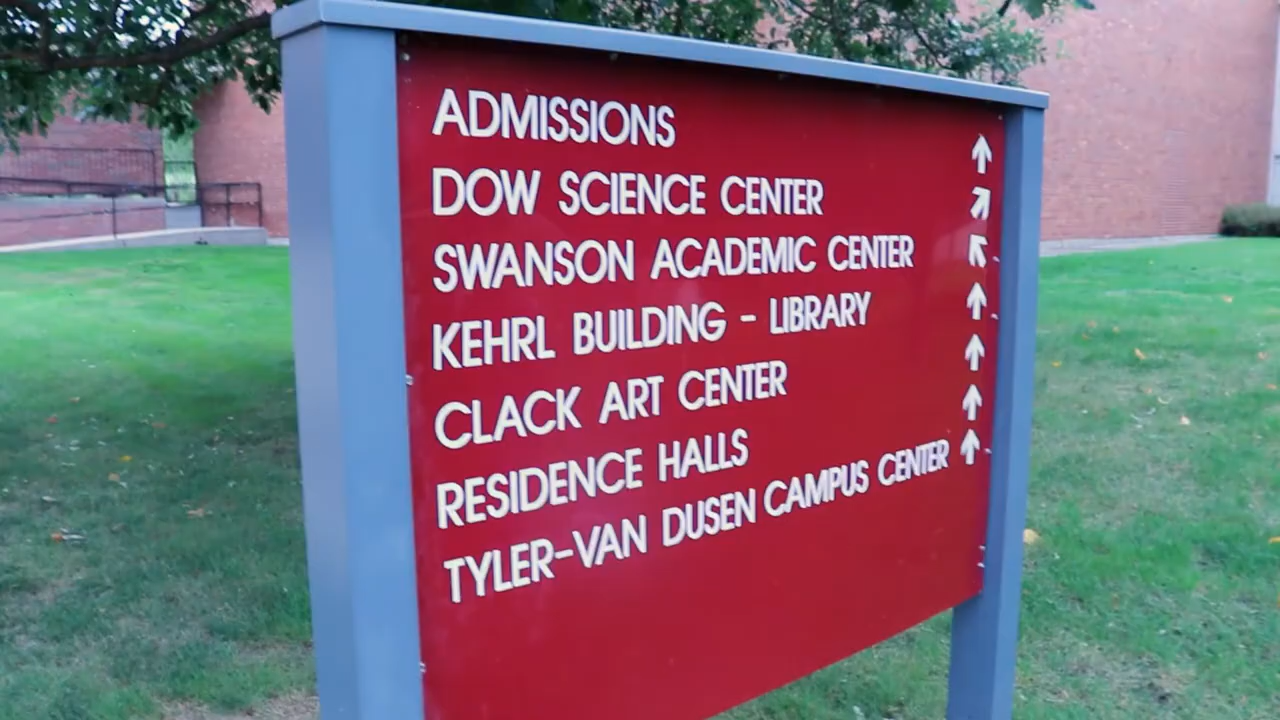 ADMISSIONS
DOW SCIENCE CENTER
SWANSON ACADEMIC CENTER
KEHRL BUILDING - LIBRARY
CLACK ART CENTER
RESIDENCE HALLS
TYLER-VAN DUSEN CAMPUS CENTER